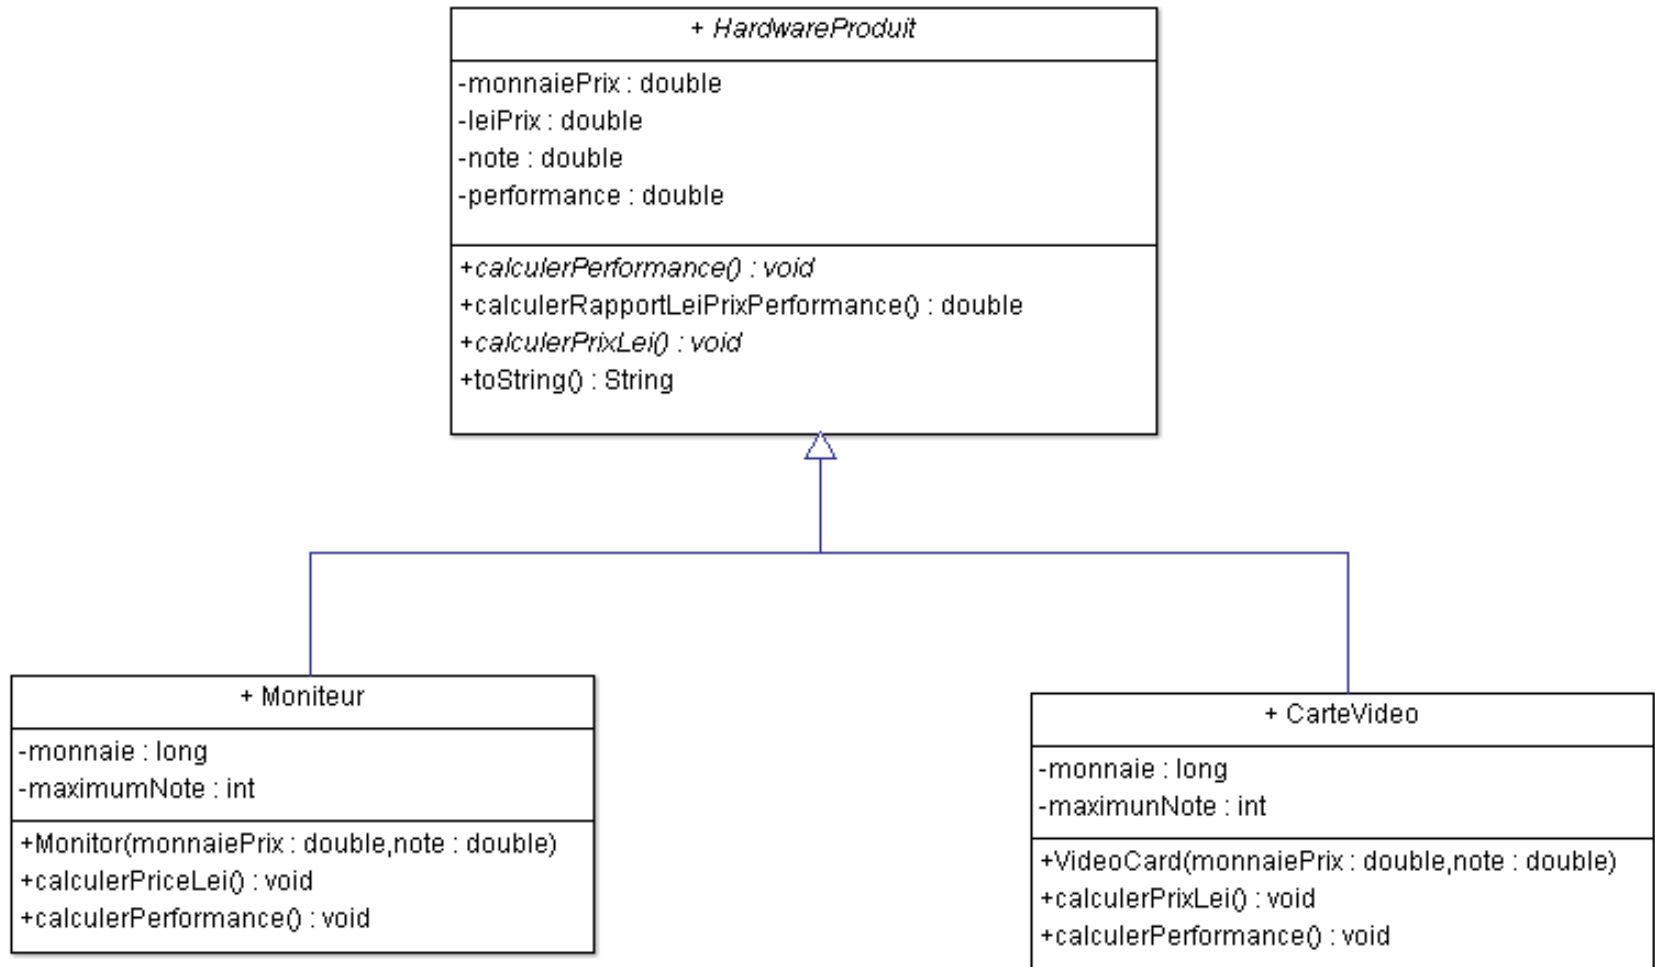 + HardwareProduit
-monnaiePrix : double
-leiPrix : double
-note : double
-performance : double
+calculerPerformance() : void
+calculerRapportLeiPrixPerformance() : double
+calculerPrixLei() : void
+toString() : String
+ Moniteur
-monnaie : long
-maximumNote : int
+Monitor(monnaiePrix : double,note : double)
+calculerPriceLei() : void
+calculerPerformance() : void
+ CarteVideo
-monnaie : long
-maximunNote : int
+VideoCard(monnaiePrix : double,note : double)
+calculerPrixLei() : void
+calculerPerformance() : void